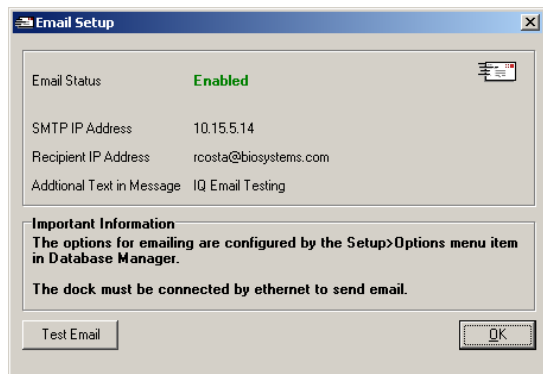 Email Setup
Email Status Enabled
SMTP IP Address 10.15.5.14
Recipient IP Address rcosta@biosystems.com
Addtional Text in Message IQ Email Testing
Important Information
The options for emailing are configured by the Setup>Options menu item
in Database Manager.
The dock must be connected by ethernet to send email.
Test Email OK